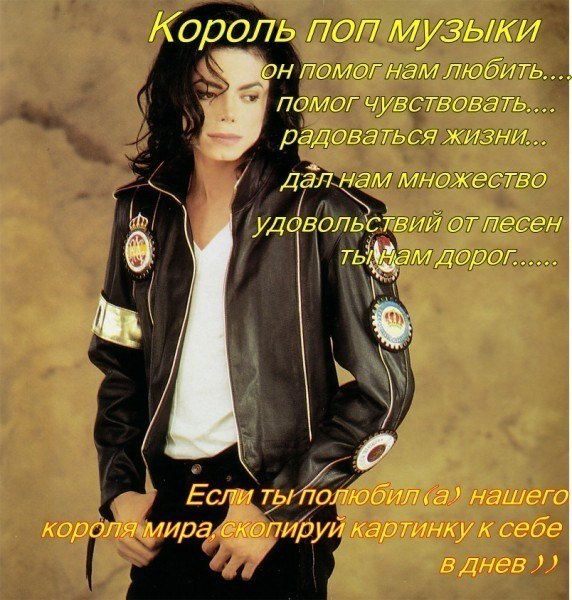 Король поп музыки
он помог нам любить....
помог чувствовать....
радоваться жизни...
дал нам множество
удовольствий от песен
ты нам дорог......
Если ты полюбил(а) нашего
короля мира,скопируй картинку к себе
в днев))